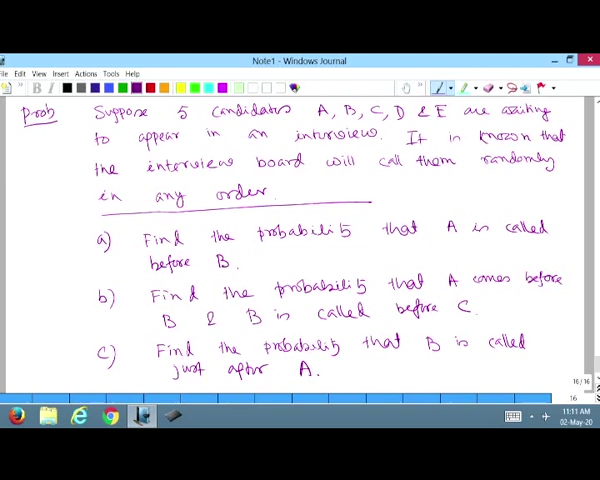 Note1 - Windows Journal
File Edit View Insert Actions Tools Help
Prob Suppose 5 candidates A, B, C, D & E are waiting
to appear in an interview. It is known that
the interview board will call them randomly
in any order.
a) Find the probability that A is called
before B.
b) Find the probability that A comes before
B & B is called before C.
c) Find the probability that B is called
just after A.
16 / 16
16
11:11 AM
02-May-20